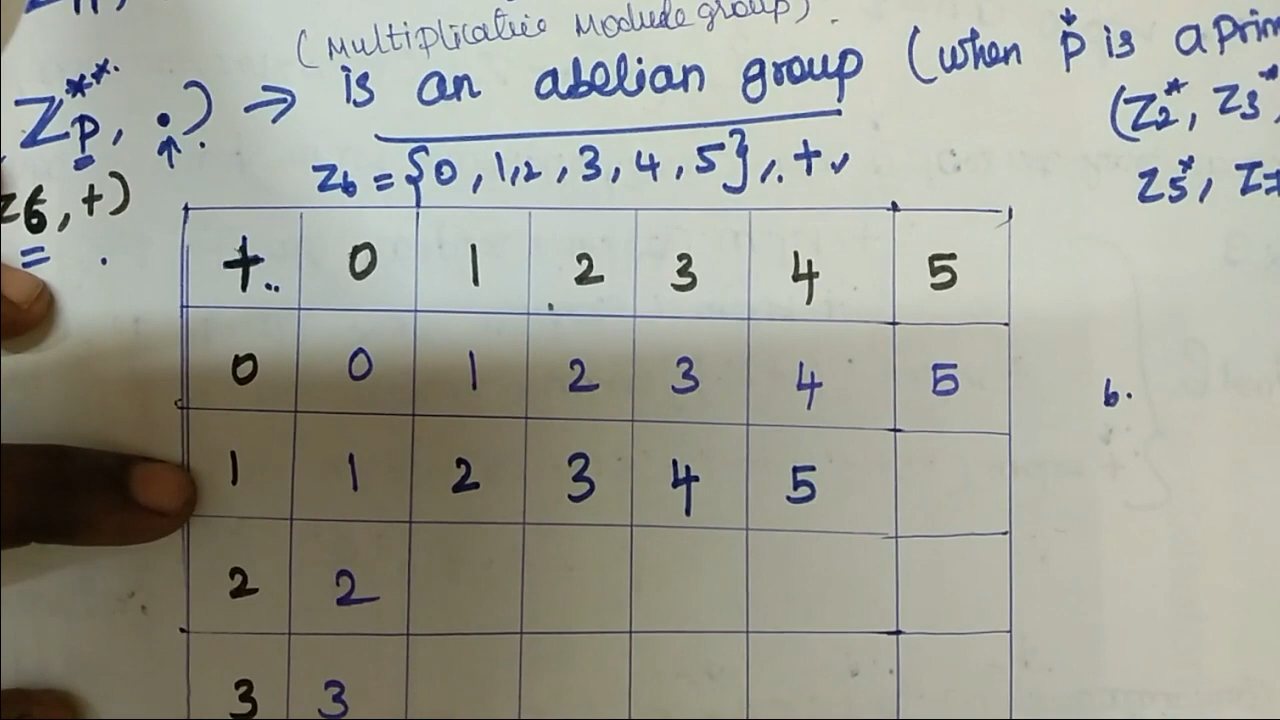 (Multiplicative Module group).
Z*p, .) → is an abelian group (when p is a prim
(Z2*, Z3*,
Z6 = {0, 1, 2, 3, 4, 5}, +
Z5*, Z7
Z6, +)
+ 0 1 2 3 4 5
0 0 1 2 3 4 5
6.
1 1 2 3 4 5
2 2
3 3